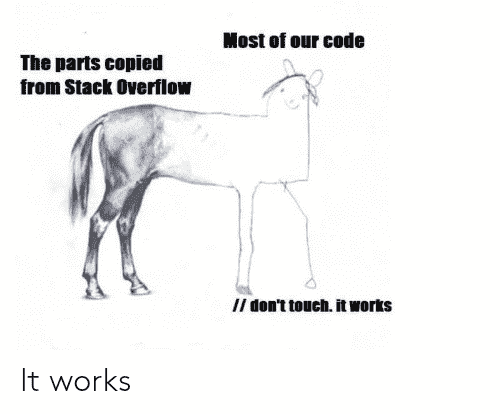 Most of our code
The parts copied
from Stack Overflow
// don't touch. it works
It works